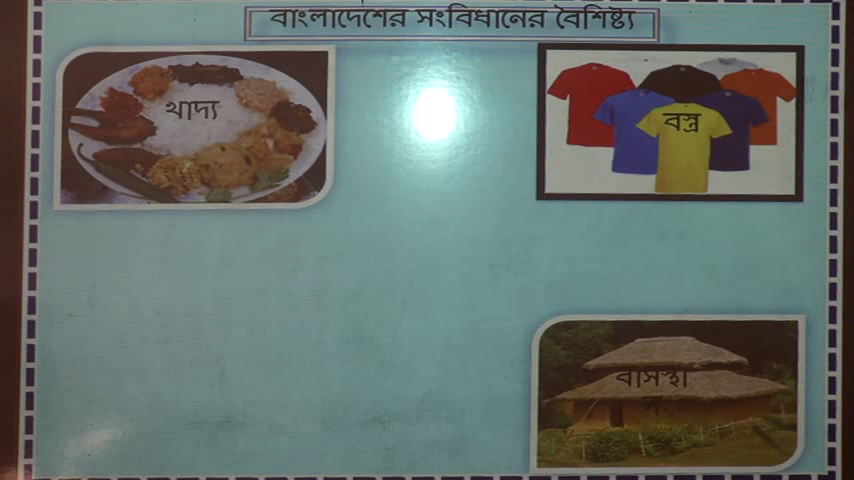 বাংলাদেশের সংবিধানের বৈশিষ্ট্য
খাদ্য
বস্ত্র
বাসস্থা
ন